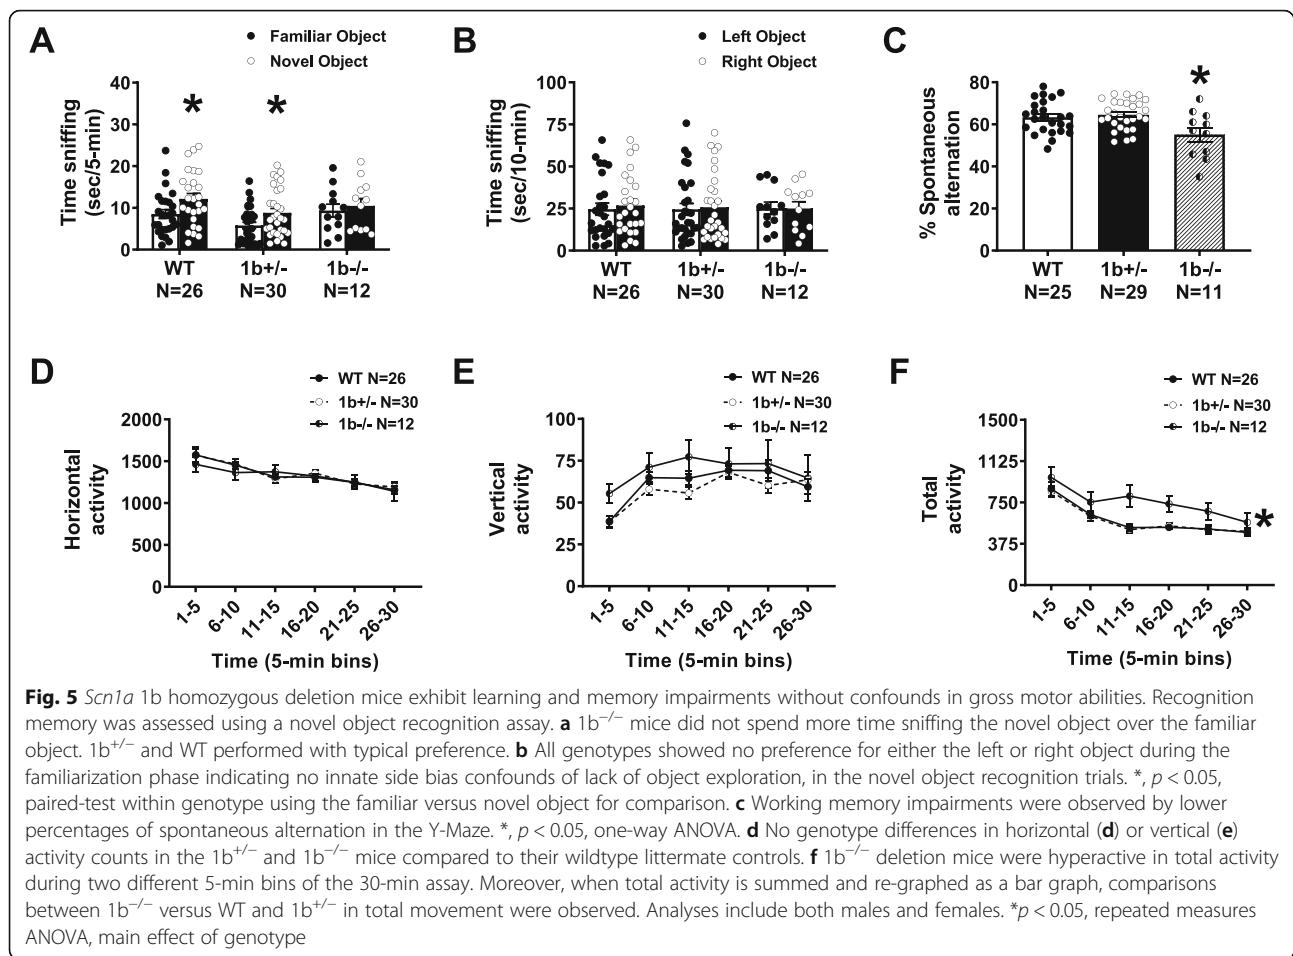 A
Familiar Object
Novel Object
Time sniffing
(sec/5-min)
40
30
20
10
0
*
*
WT
N=26
1b+/-
N=30
1b-/-
N=12
B
Left Object
Right Object
Time sniffing
(sec/10-min)
100
75
50
25
0
WT
N=26
1b+/-
N=30
1b-/-
N=12
C
% Spontaneous
alternation
80
60
40
20
0
*
WT
N=25
1b+/-
N=29
1b-/-
N=11
D
WT N=26
1b+/- N=30
1b-/- N=12
Horizontal
activity
2000
1500
1000
500
0
1-5
6-10
11-15
16-20
21-25
26-30
Time (5-min bins)
E
WT N=26
1b+/- N=30
1b-/- N=12
Vertical
activity
100
75
50
25
0
1-5
6-10
11-15
16-20
21-25
26-30
Time (5-min bins)
F
WT N=26
1b+/- N=30
1b-/- N=12
Total
activity
1500
1125
750
375
0
*
1-5
6-10
11-15
16-20
21-25
26-30
Time (5-min bins)
Fig. 5 Scn1a 1b homozygous deletion mice exhibit learning and memory impairments without confounds in gross motor abilities. Recognition
memory was assessed using a novel object recognition assay. a 1b−/− mice did not spend more time sniffing the novel object over the familiar
object. 1b+/− and WT performed with typical preference. b All genotypes showed no preference for either the left or right object during the
familiarization phase indicating no innate side bias confounds of lack of object exploration, in the novel object recognition trials. *, p < 0.05,
paired-test within genotype using the familiar versus novel object for comparison. c Working memory impairments were observed by lower
percentages of spontaneous alternation in the Y-Maze. *, p < 0.05, one-way ANOVA. d No genotype differences in horizontal (d) or vertical (e)
activity counts in the 1b+/− and 1b−/− mice compared to their wildtype littermate controls. f 1b−/− deletion mice were hyperactive in total activity
during two different 5-min bins of the 30-min assay. Moreover, when total activity is summed and re-graphed as a bar graph, comparisons
between 1b−/− versus WT and 1b+/− in total movement were observed. Analyses include both males and females. *p < 0.05, repeated measures
ANOVA, main effect of genotype